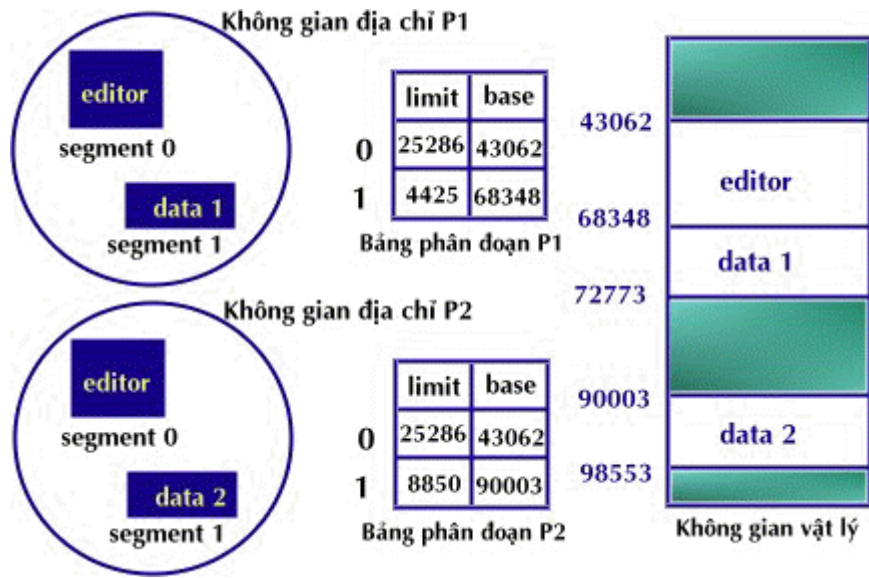 Không gian địa chỉ P1
editor
segment 0
data 1
segment 1
limit base
0 25286 43062
1 4425 68348
Bảng phân đoạn P1
Không gian địa chỉ P2
editor
segment 0
data 2
segment 1
limit base
0 25286 43062
1 8850 90003
Bảng phân đoạn P2
43062
editor
68348
data 1
72773
90003
data 2
98553
Không gian vật lý